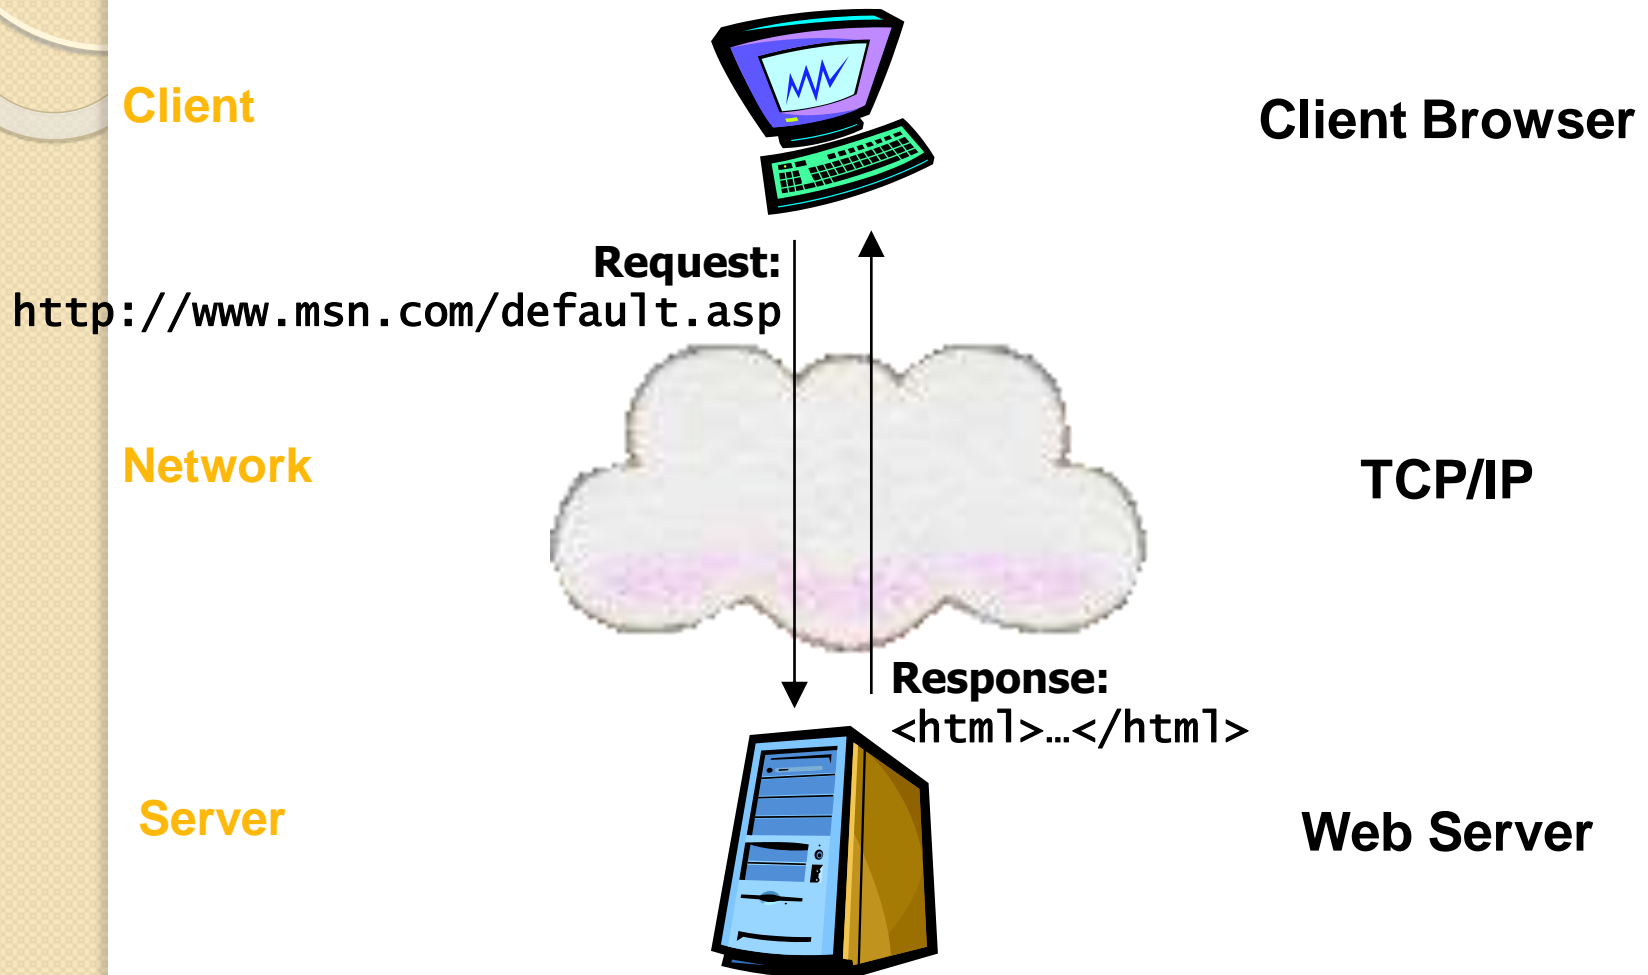 Client
Client Browser
Request:
http://www.msn.com/default.asp
Network
TCP/IP
Response:
<html>…</html>
Server
Web Server